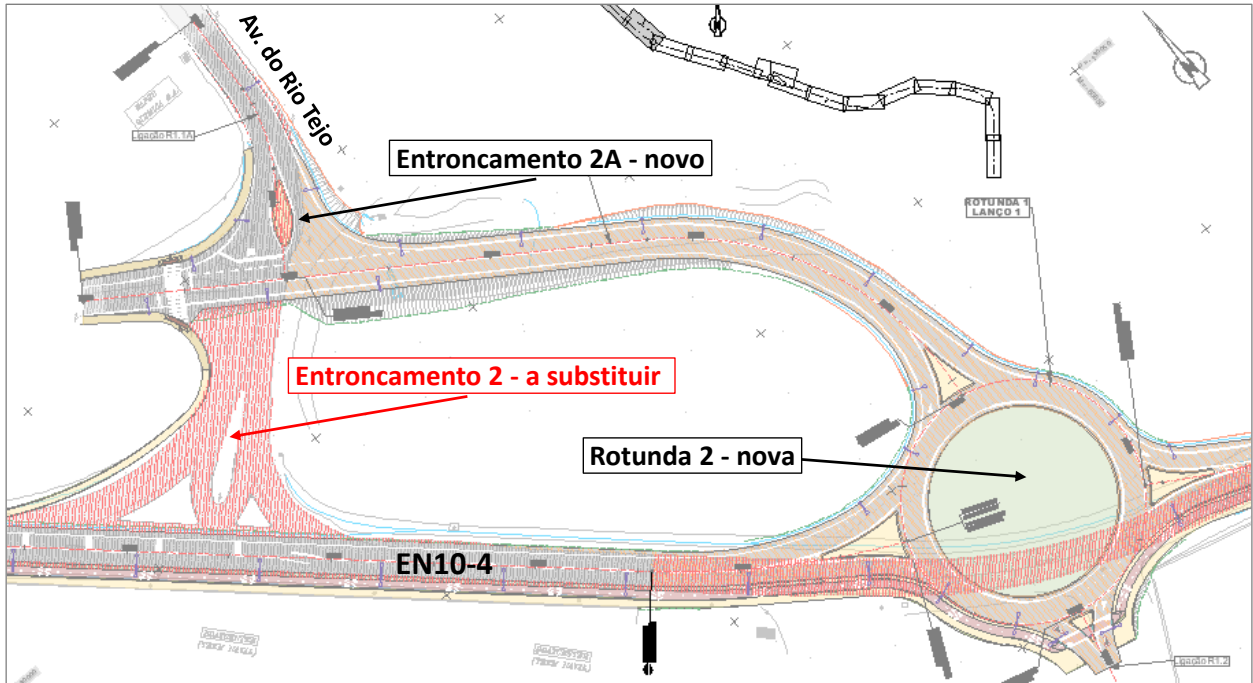 Av. do Rio Tejo
Ligação R1.1A
Entroncamento 2A - novo
ROTUNDA 1
LANÇO 1
Entroncamento 2 - a substituir
Rotunda 2 - nova
EN10-4
Ligação R1.2